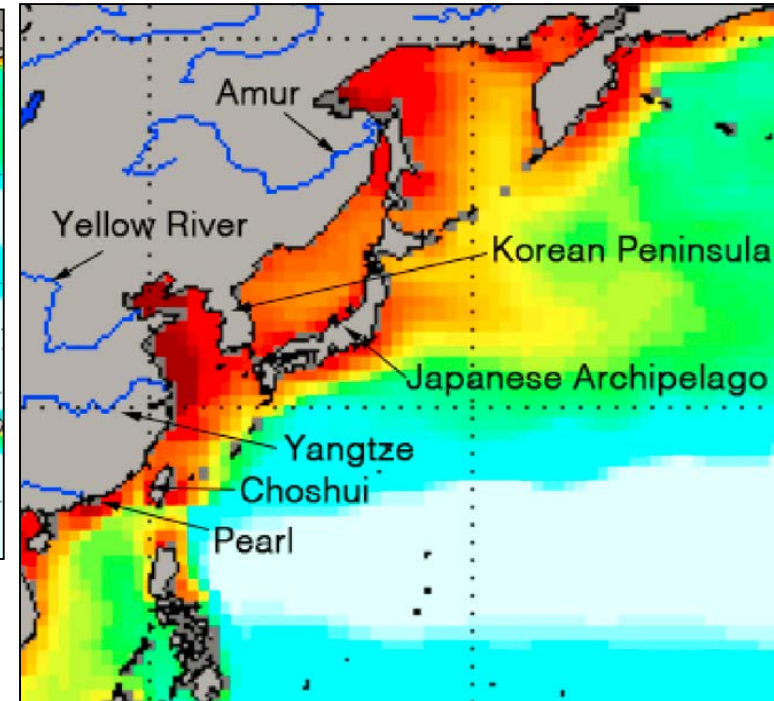 Amur
Yellow River
Korean Peninsula
Japanese Archipelago
Yangtze
Choshui
Pearl